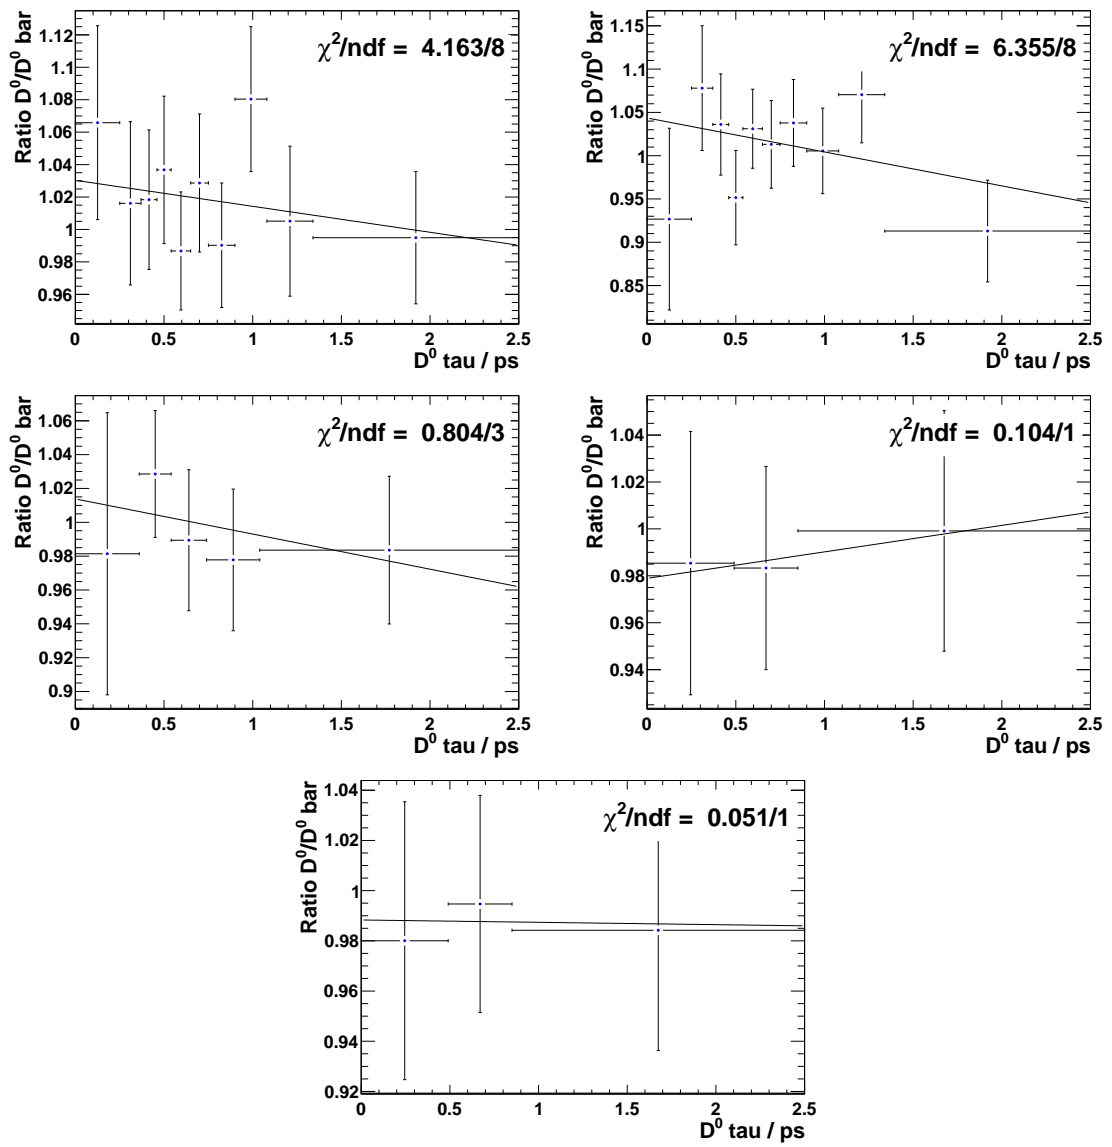 Ratio D⁰/D⁰ bar
χ²/ndf = 4.163/8
1.12
1.1
1.08
1.06
1.04
1.02
1
0.98
0.96
0 0.5 1 1.5 2 2.5
D⁰ tau / ps
Ratio D⁰/D⁰ bar
χ²/ndf = 6.355/8
1.15
1.1
1.05
1
0.95
0.9
0.85
0 0.5 1 1.5 2 2.5
D⁰ tau / ps
Ratio D⁰/D⁰ bar
χ²/ndf = 0.804/3
1.06
1.04
1.02
1
0.98
0.96
0.94
0.92
0.9
0 0.5 1 1.5 2 2.5
D⁰ tau / ps
Ratio D⁰/D⁰ bar
χ²/ndf = 0.104/1
1.04
1.02
1
0.98
0.96
0.94
0 0.5 1 1.5 2 2.5
D⁰ tau / ps
Ratio D⁰/D⁰ bar
χ²/ndf = 0.051/1
1.04
1.02
1
0.98
0.96
0.94
0.92
0 0.5 1 1.5 2 2.5
D⁰ tau / ps